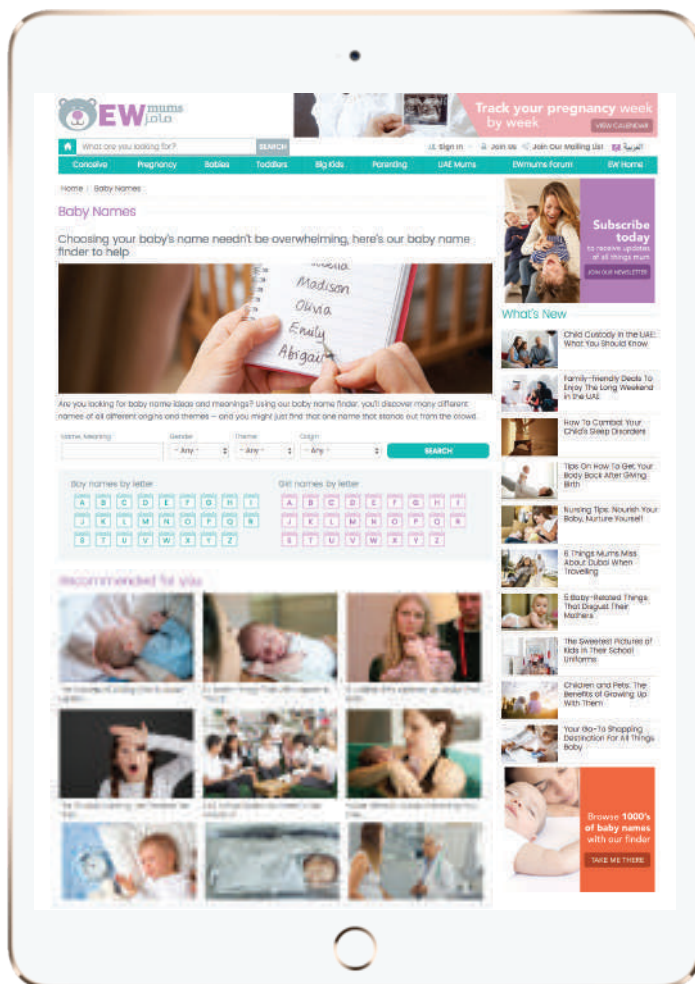 EW mums
ماماز
Track your pregnancy week
by week
VIEW CALENDAR
What are you looking for?
SEARCH
Sign In
Join Us
Join Our Mailing List
العربية
Conceive
Pregnancy
Babies
Toddlers
Big Kids
Parenting
UAE Mums
EWmums Forum
EW Home
Home
Baby Names
Baby Names
Choosing your baby's name needn't be overwhelming, here's our baby name
finder to help
Madison
Olivia
Emily
Abigail
Are you looking for baby name ideas and meanings? Using our baby name finder, you'll discover many different
names of all different origins and themes – and you might just find that one name that stands out from the crowd.
Name, Meaning
Gender
Theme
Origin
- Any -
- Any -
- Any -
SEARCH
Boy names by letter
A B C D E F G H I
J K L M N O P Q R
S T U V W X Y Z
Girl names by letter
A B C D E F G H I
J K L M N O P Q R
S T U V W X Y Z
Recommended for you
Subscribe
today
to receive updates
of all things mum
JOIN OUR NEWSLETTER
What's New
Child Custody in the UAE:
What You Should Know
Family-Friendly Deals To
Enjoy The Long Weekend
in the UAE
How To Combat Your
Child's Sleep Disorders
Tips On How To Get Your
Body Back After Giving
Birth
Nursing Tips: Nourish Your
Baby, Nurture Yourself
6 Things Mums Miss
About Dubai When
Travelling
5 Baby-Related Things
That Disgust Their
Mothers
The Sweetest Pictures of
Kids In Their School
Uniforms
Children and Pets: The
Benefits of Growing Up
With Them
Your Go-To Shopping
Destination For All Things
Baby
Browse 1000's
of baby names
with our finder
TAKE ME THERE